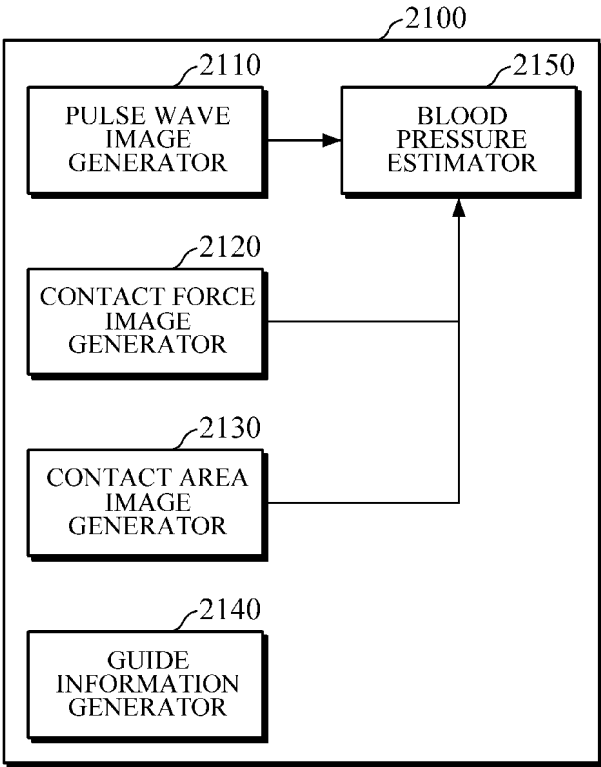 2100
2110
PULSE WAVE
IMAGE
GENERATOR
2150
BLOOD
PRESSURE
ESTIMATOR
2120
CONTACT FORCE
IMAGE
GENERATOR
2130
CONTACT AREA
IMAGE
GENERATOR
2140
GUIDE
INFORMATION
GENERATOR